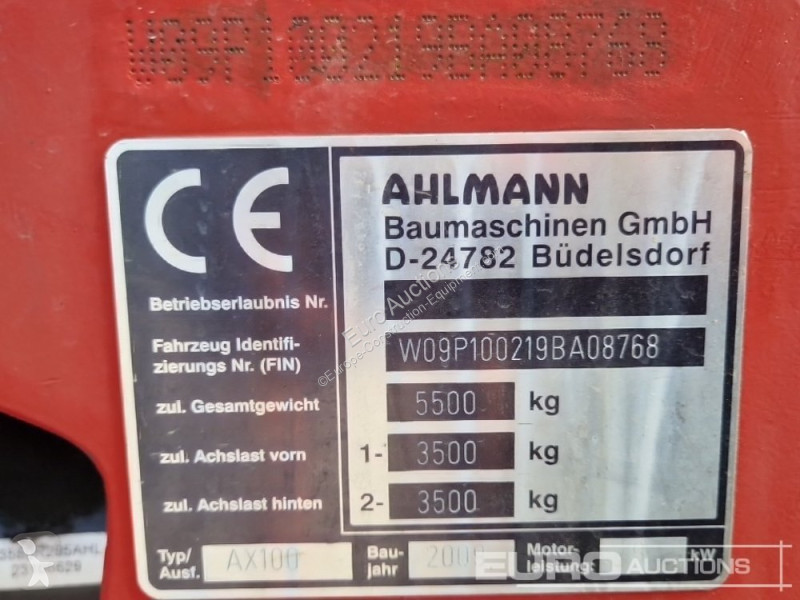 W09P100219BA08768
CE
AHLMANN
Baumaschinen GmbH
D-24782 Büdelsdorf
Betriebserlaubnis Nr.
Fahrzeug Identifi-
zierungs Nr. (FIN)
W09P100219BA08768
zul. Gesamtgewicht 5500 kg
zul. Achslast vorn 1- 3500 kg
zul. Achslast hinten 2- 3500 kg
Typ/
Ausf. AX100
Bau-
jahr
Motor-
leistung: kW
Euro Auctions
EURO AUCTIONS